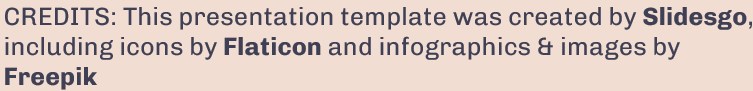 CREDITS: This presentation template was created by Slidesgo,
including icons by Flaticon and infographics & images by
Freepik